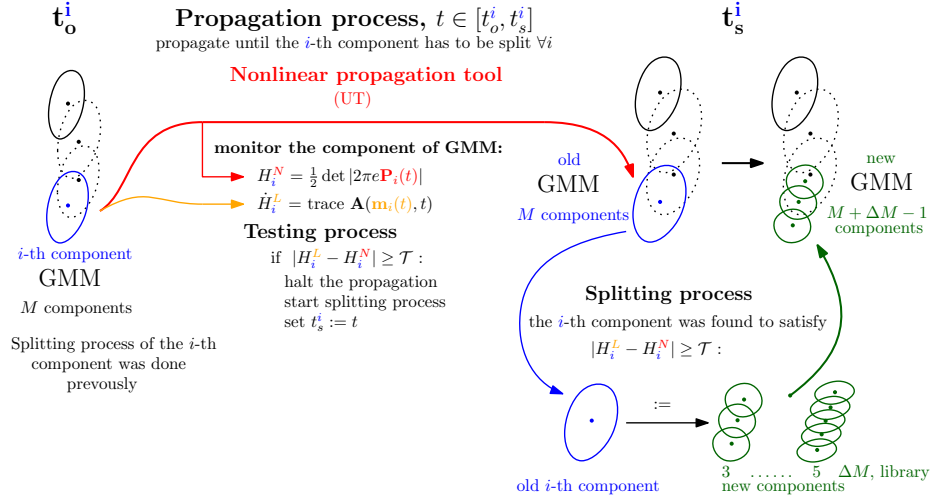 t_o^i
Propagation process, t ∈ [t_o^i, t_s^i]
propagate until the i-th component has to be split ∀i
t_s^i
Nonlinear propagation tool
(UT)
monitor the component of GMM:
H_i^N = ½ det |2πeP_i(t)|
Ḣ_i^L = trace A(m_i(t), t)
Testing process
if |H_i^L − H_i^N| ≥ 𝒯 :
halt the propagation
start splitting process
set t_s^i := t
i-th component
GMM
M components
Splitting process of the i-th
component was done
prevously
old
GMM
M components
new
GMM
M + ΔM − 1
components
Splitting process
the i-th component was found to satisfy
|H_i^L − H_i^N| ≥ 𝒯 :
:=
old i-th component
3 ...... 5 ΔM, library
new components